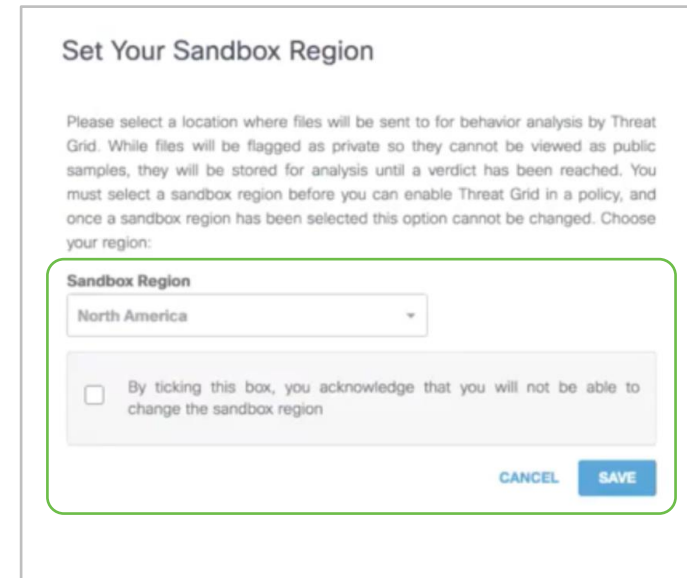 Set Your Sandbox Region
Please select a location where files will be sent to for behavior analysis by Threat
Grid. While files will be flagged as private so they cannot be viewed as public
samples, they will be stored for analysis until a verdict has been reached. You
must select a sandbox region before you can enable Threat Grid in a policy, and
once a sandbox region has been selected this option cannot be changed. Choose
your region:
Sandbox Region
North America
By ticking this box, you acknowledge that you will not be able to
change the sandbox region
CANCEL SAVE